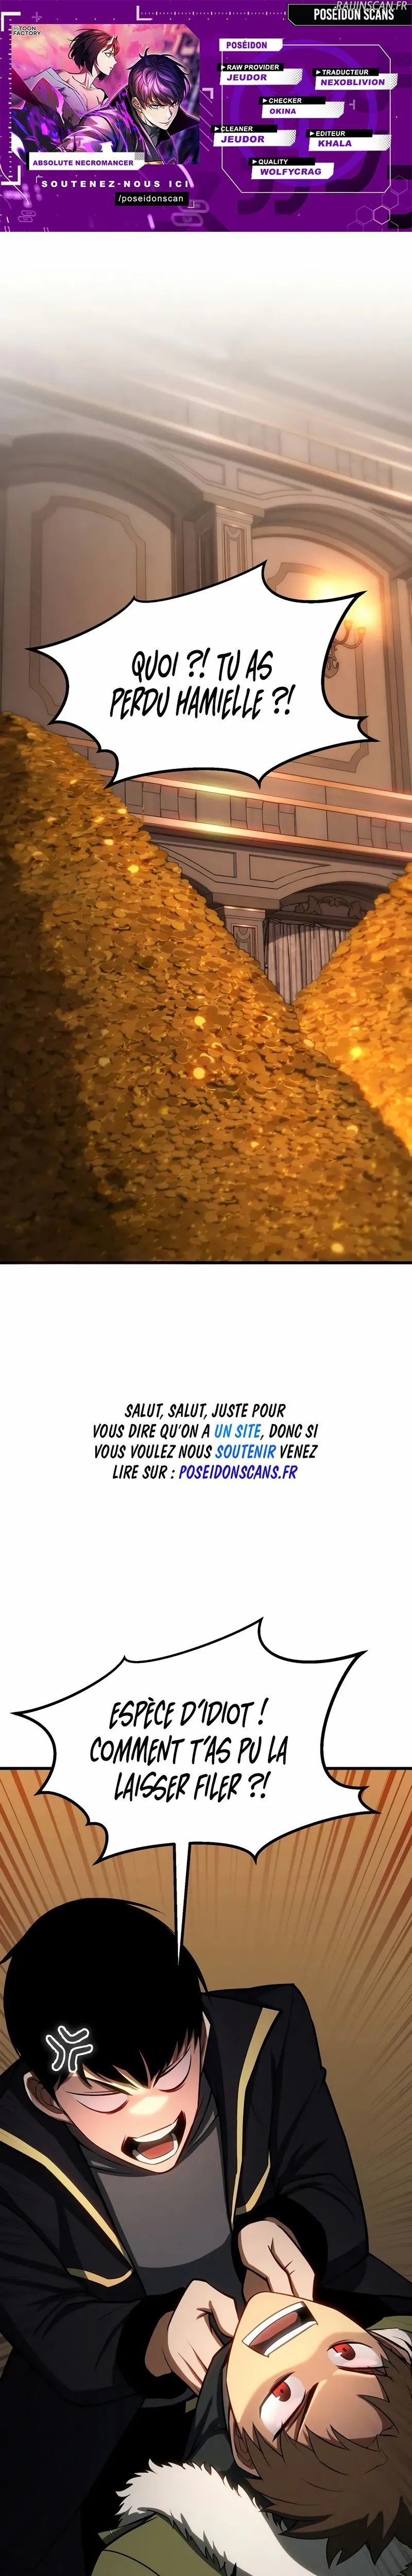 RAIJINSCAN.FR
POSÉIDON SCANS
TOON
FACTORY
POSÉIDON
RAW PROVIDER
JEUDOR
TRADUCTEUR
NEXOBLIVION
CHECKER
OKINA
CLEANER
JEUDOR
EDITEUR
KHALA
QUALITY
WOLFYCRAG
ABSOLUTE NECROMANCER
SOUTENEZ-NOUS ICI
/poseidonscan
QUOI ?! TU AS
PERDU HAMIELLE ?!
SALUT, SALUT, JUSTE POUR
VOUS DIRE QU'ON A UN SITE, DONC SI
VOUS VOULEZ NOUS SOUTENIR VENEZ
LIRE SUR : POSEIDONSCANS.FR
ESPÈCE D'IDIOT !
COMMENT T'AS PU LA
LAISSER FILER ?!